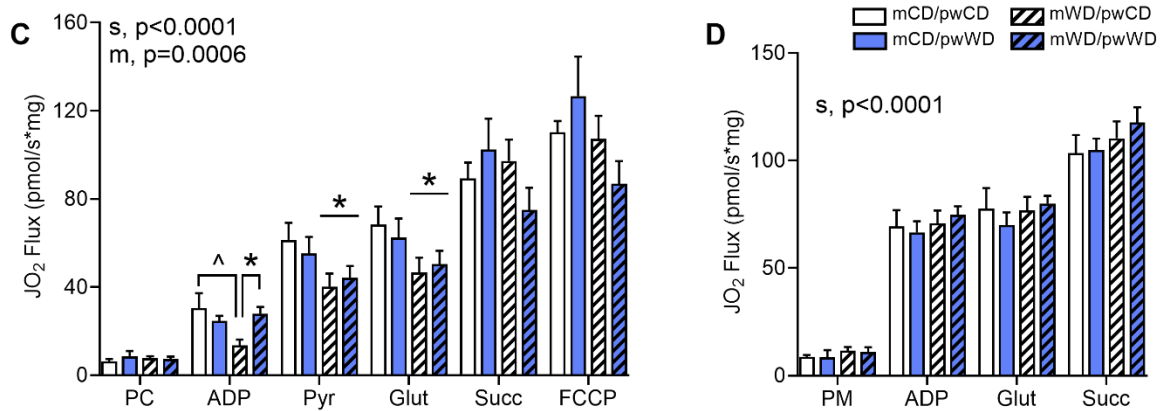 C
s, p<0.0001
m, p=0.0006
JO₂ Flux (pmol/s*mg)
160
120
80
40
0
^
*
*
*
PC ADP Pyr Glut Succ FCCP
D
mCD/pwCD mWD/pwCD
mCD/pwWD mWD/pwWD
s, p<0.0001
JO₂ Flux (pmol/s*mg)
150
100
50
0
PM ADP Glut Succ